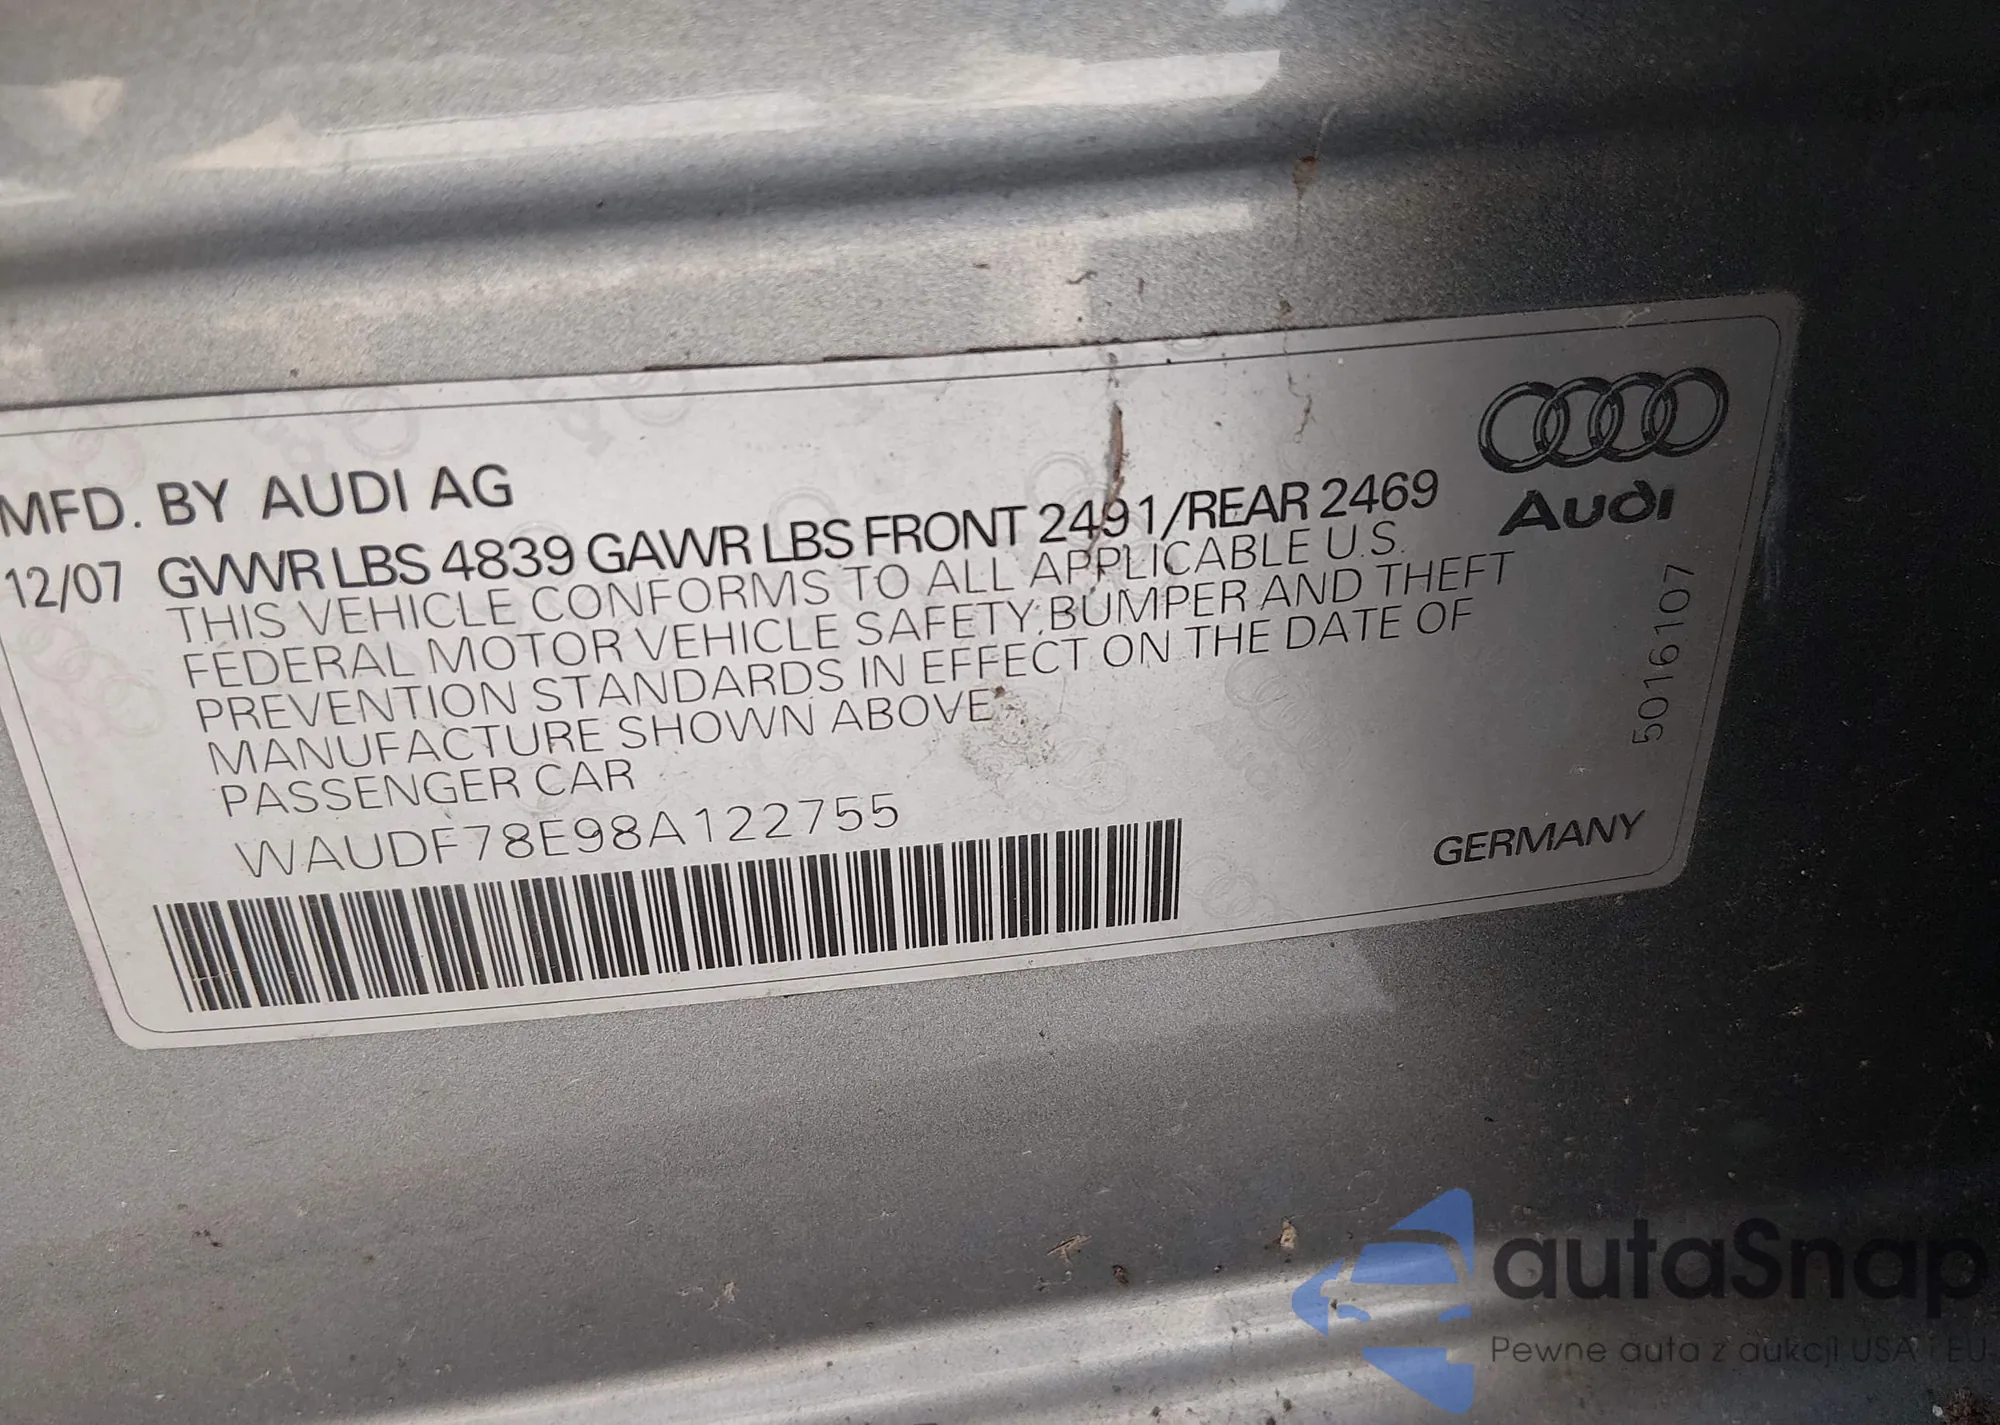 MFD. BY AUDI AG
12/07 GVWR LBS 4839 GAWR LBS FRONT 2491/REAR 2469
THIS VEHICLE CONFORMS TO ALL APPLICABLE U.S.
FEDERAL MOTOR VEHICLE SAFETY, BUMPER AND THEFT
PREVENTION STANDARDS IN EFFECT ON THE DATE OF
MANUFACTURE SHOWN ABOVE.
PASSENGER CAR
WAUDF78E98A122755
Audi
5016107
GERMANY
autaSnap
Pewne auta z aukcji USA i EU